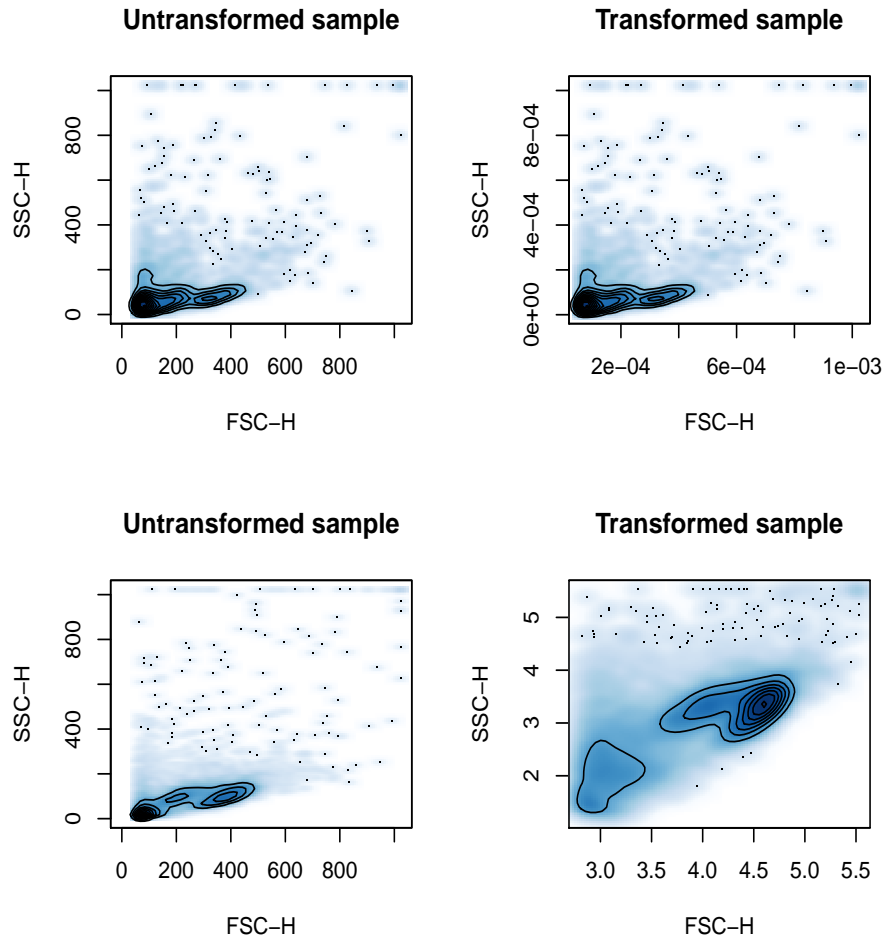 Untransformed sample
SSC−H
800
400
0
0 200 400 600 800
FSC−H
Transformed sample
SSC−H
8e−04
4e−04
0e+00
2e−04 6e−04 1e−03
FSC−H
Untransformed sample
SSC−H
800
400
0
0 200 400 600 800
FSC−H
Transformed sample
SSC−H
5
4
3
2
3.0 3.5 4.0 4.5 5.0 5.5
FSC−H